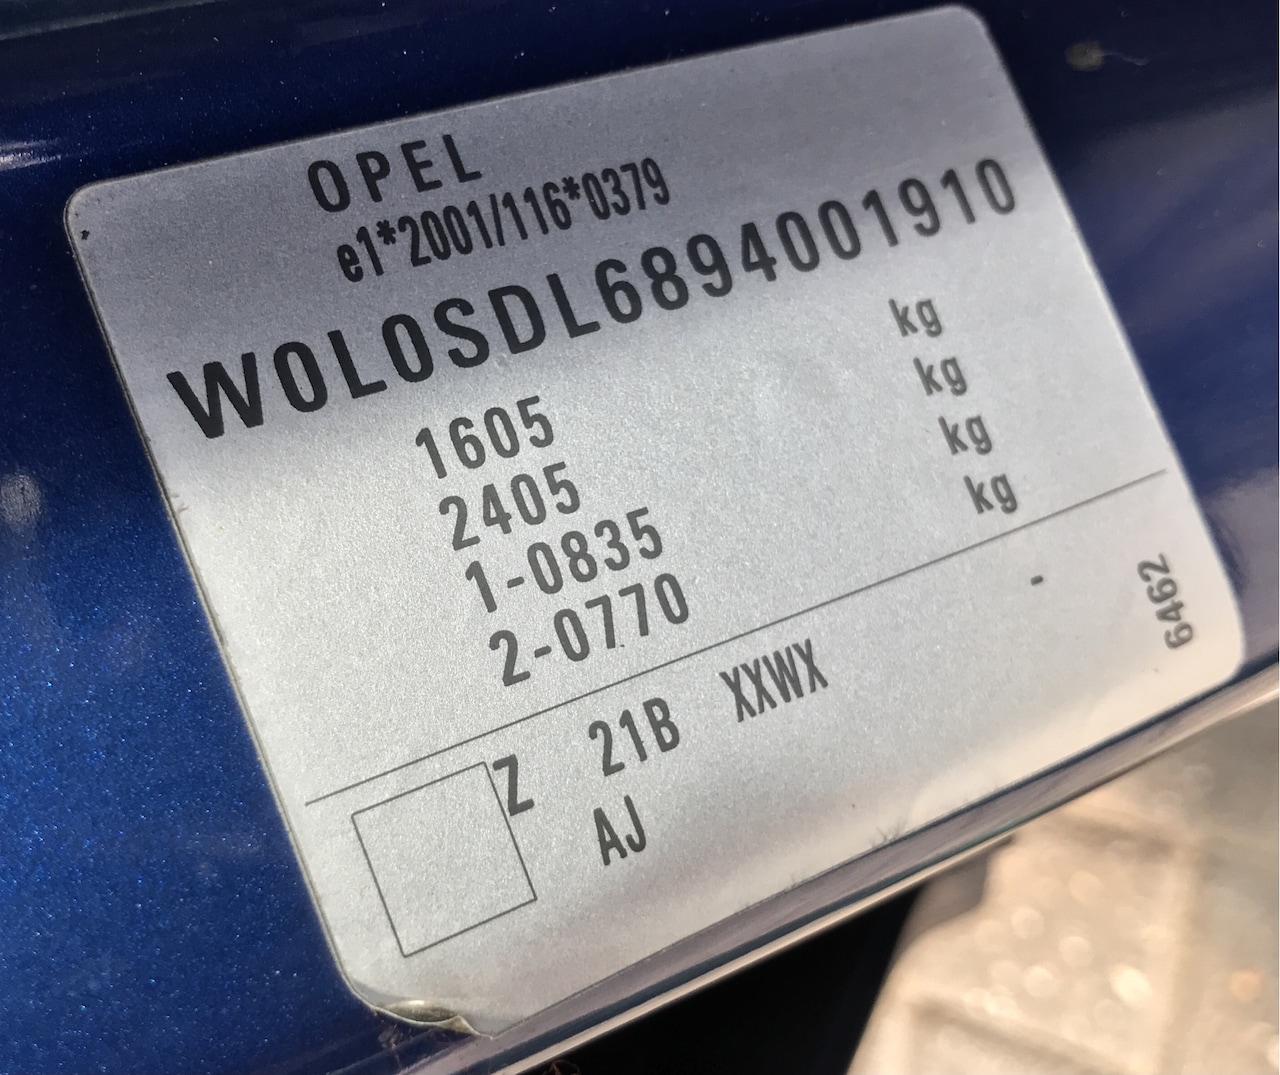 OPEL
e1*2001/116*0379
W0L0SDL6894001910
1605 kg
2405 kg
1-0835 kg
2-0770 kg
-
6462
Z 21B XXWX
AJ